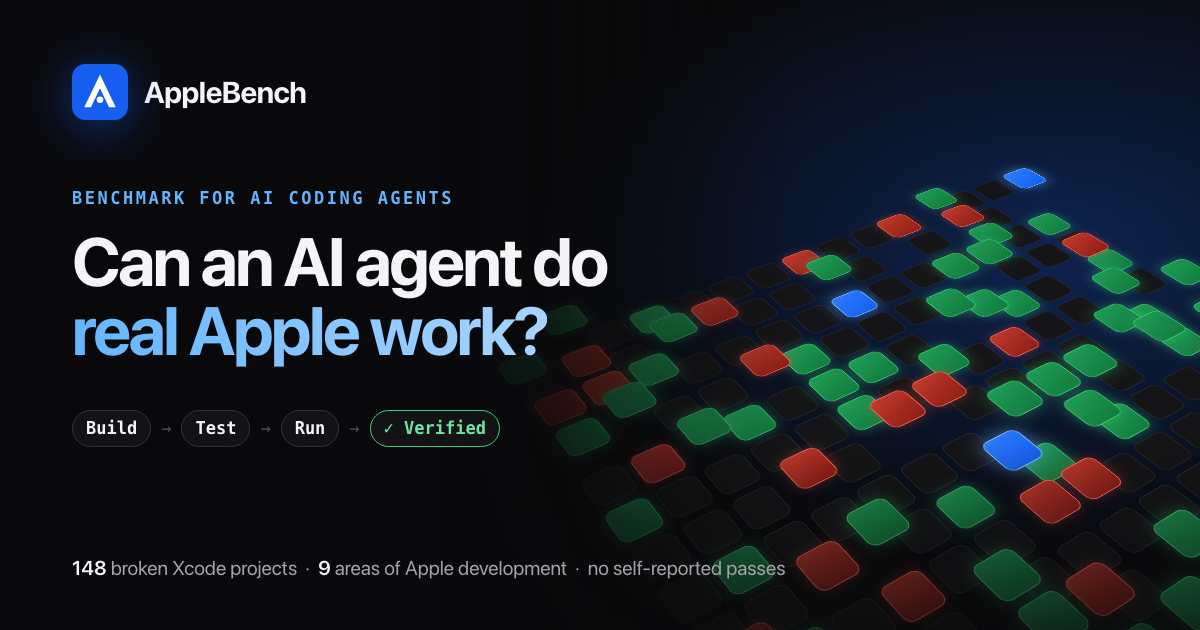 AppleBench
BENCHMARK FOR AI CODING AGENTS
Can an AI agent do
real Apple work?
Build → Test → Run → ✓ Verified
148 broken Xcode projects · 9 areas of Apple development · no self-reported passes